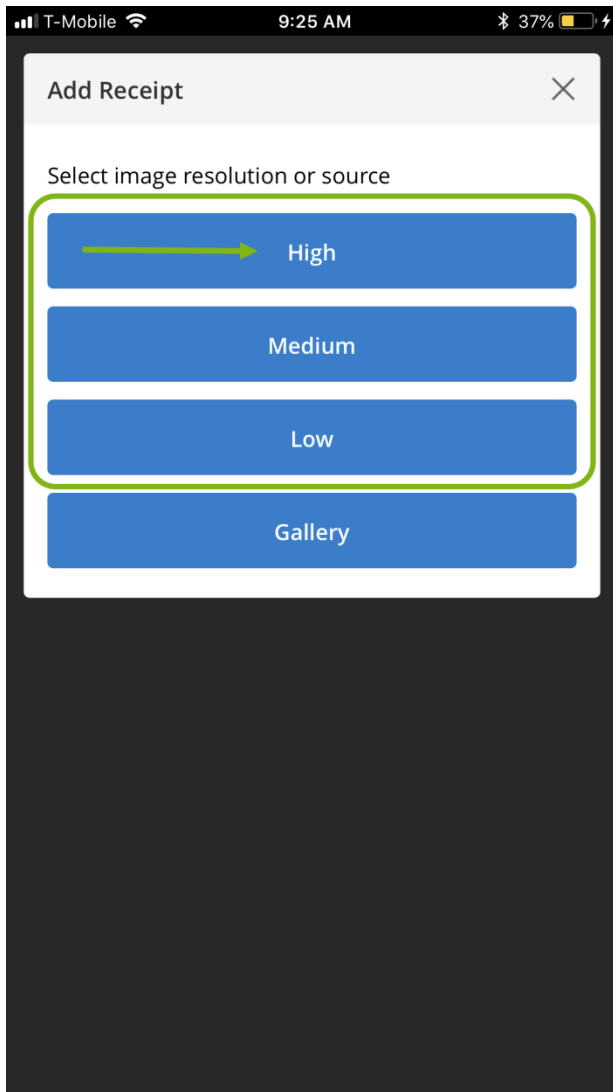 T-Mobile 9:25 AM 37%
Add Receipt
Select image resolution or source
High
Medium
Low
Gallery